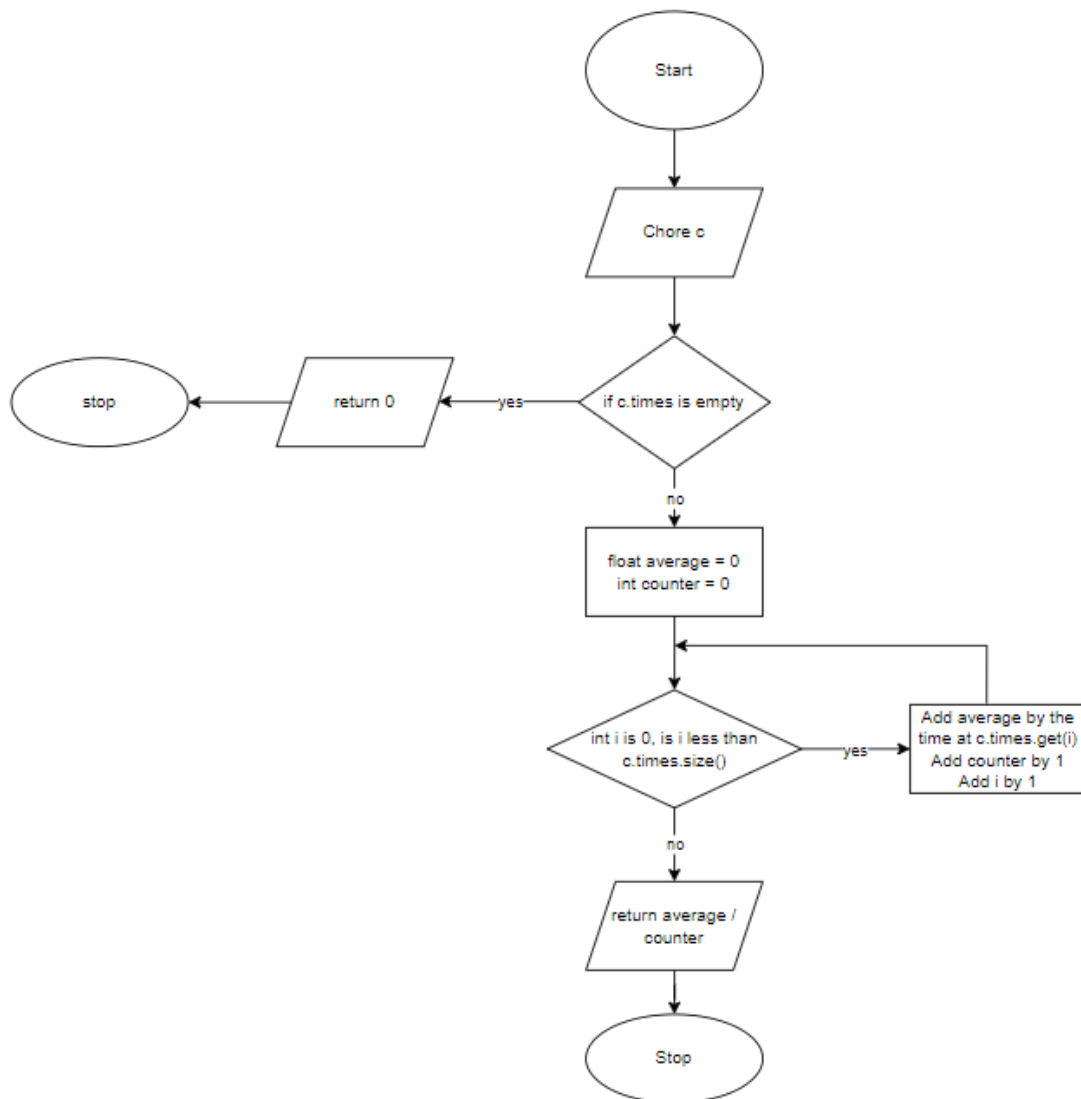 Start
Chore c
if c.times is empty
yes
return 0
stop
no
float average = 0
int counter = 0
int i is 0, is i less than
c.times.size()
yes
Add average by the
time at c.times.get(i)
Add counter by 1
Add i by 1
no
return average /
counter
Stop